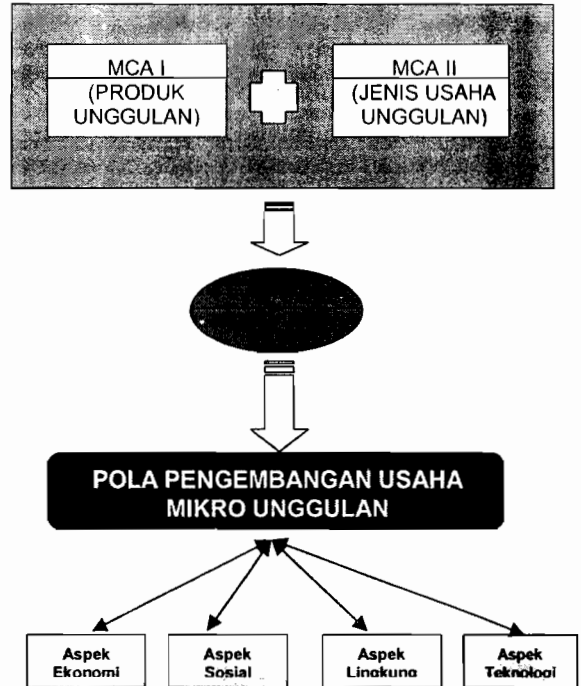 MCA I
(PRODUK
UNGGULAN)
MCA II
(JENIS USAHA
UNGGULAN)
POLA PENGEMBANGAN USAHA
MIKRO UNGGULAN
Aspek
Ekonomi
Aspek
Sosial
Aspek
Lingkung
Aspek
Teknologi